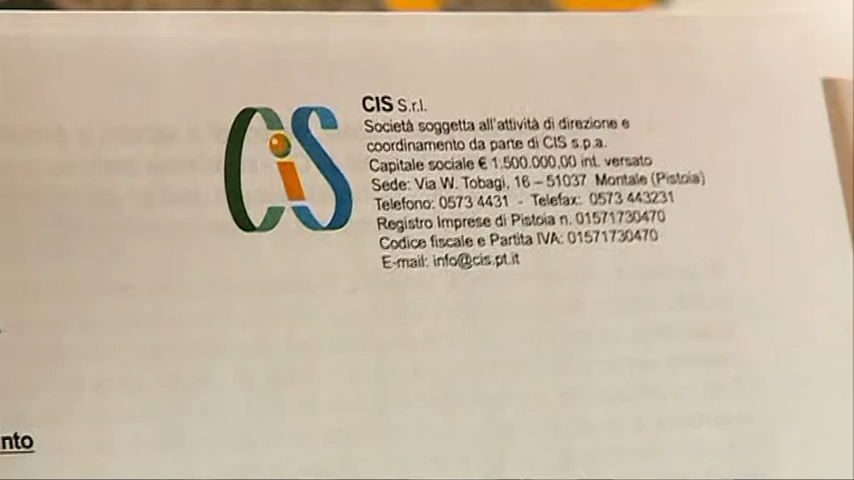 CiS
CIS S.r.l.
Società soggetta all'attività di direzione e
coordinamento da parte di CIS s.p.a.
Capitale sociale € 1.500.000,00 int. versato
Sede: Via W. Tobagi, 16 – 51037 Montale (Pistoia)
Telefono: 0573 4431 - Telefax: 0573 443231
Registro Imprese di Pistoia n. 01571730470
Codice fiscale e Partita IVA: 01571730470
E-mail: info@cis.pt.it
nto